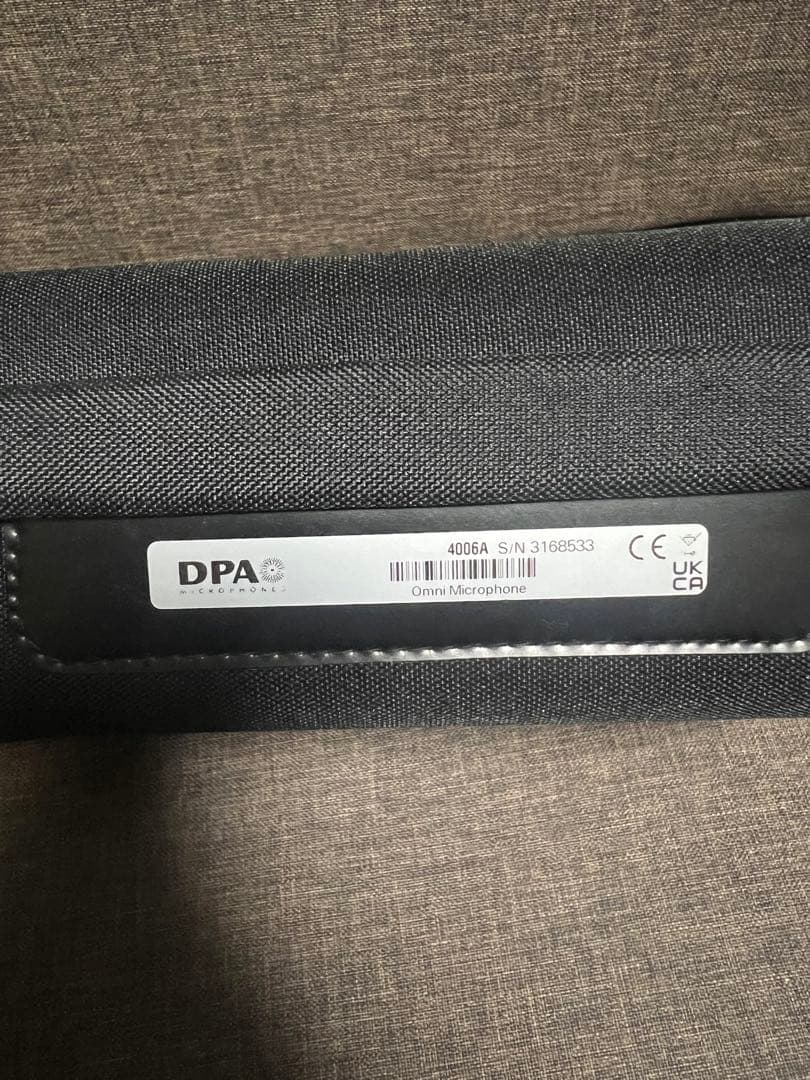 DPA
MICROPHONES
4006A S/N 3168533
Omni Microphone
CE
UK
CA